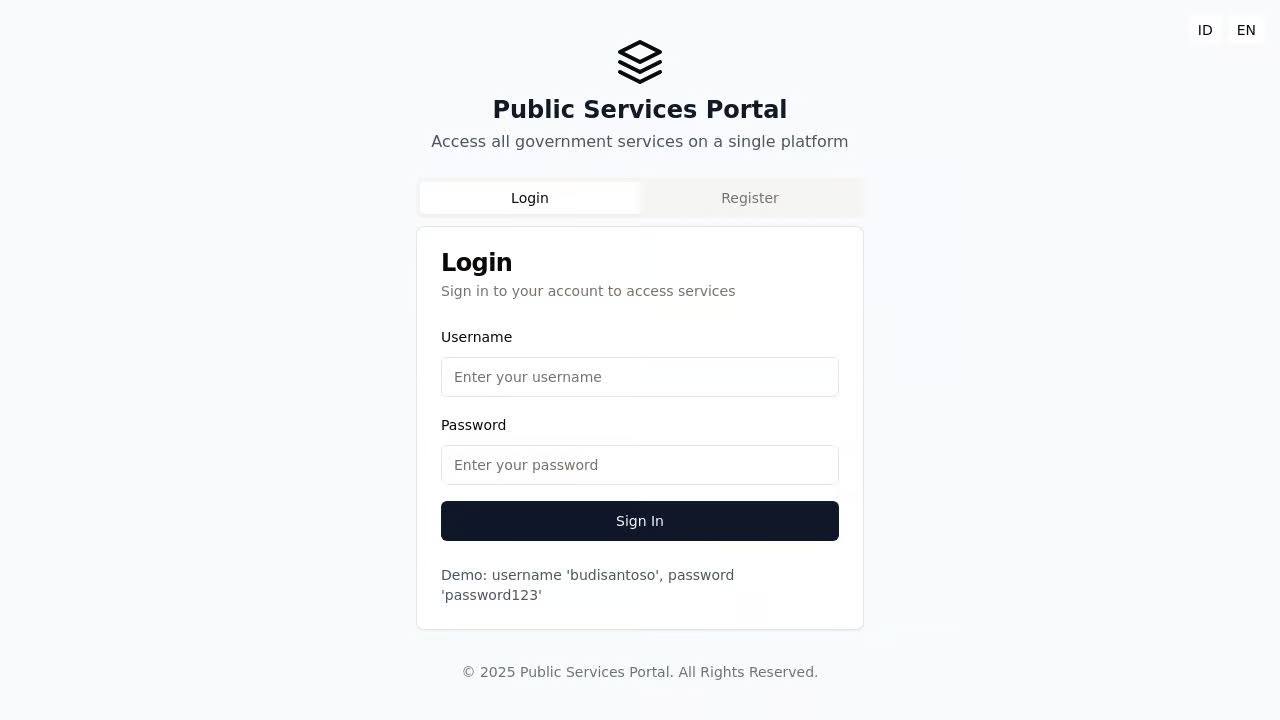 ID
EN
Public Services Portal
Access all government services on a single platform
Login
Register
Login
Sign in to your account to access services
Username
Enter your username
Password
Enter your password
Sign In
Demo: username 'budisantoso', password
'password123'
© 2025 Public Services Portal. All Rights Reserved.